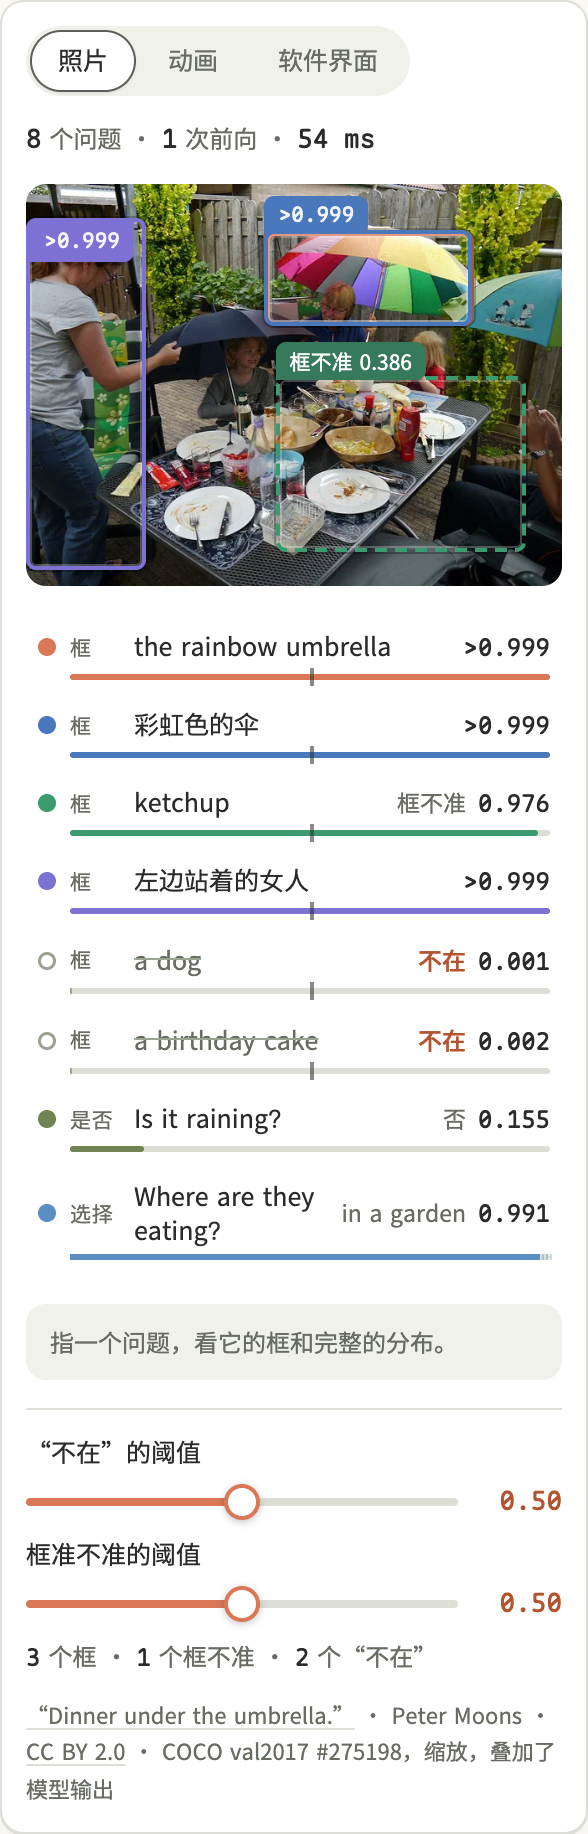 照片 动画 软件界面
8 个问题 · 1 次前向 · 54 ms
>0.999
>0.999
框不准 0.386
框 the rainbow umbrella >0.999
框 彩虹色的伞 >0.999
框 ketchup 框不准 0.976
框 左边站着的女人 >0.999
框 a dog 不在 0.001
框 a birthday cake 不在 0.002
是否 Is it raining? 否 0.155
选择 Where are they eating? in a garden 0.991
指一个问题，看它的框和完整的分布。
“不在”的阈值
0.50
框准不准的阈值
0.50
3 个框 · 1 个框不准 · 2 个“不在”
“Dinner under the umbrella.” · Peter Moons ·
CC BY 2.0 · COCO val2017 #275198，缩放，叠加了
模型输出